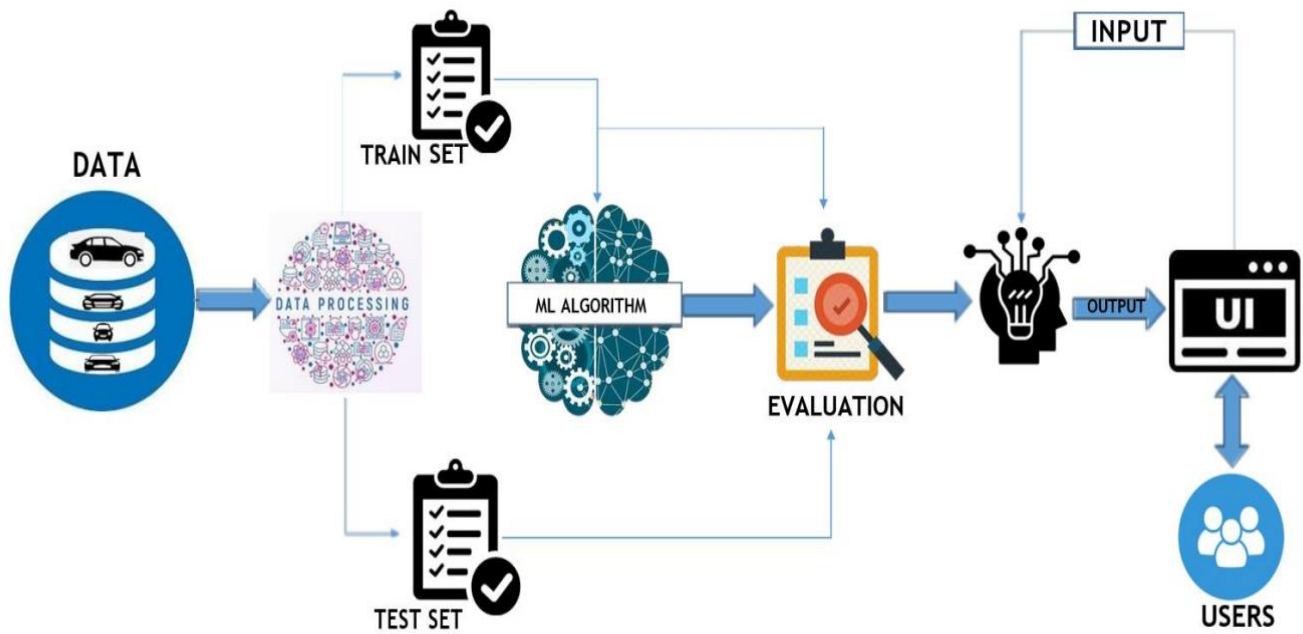 INPUT
TRAIN SET
DATA
DATA PROCESSING
ML ALGORITHM
OUTPUT
UI
EVALUATION
TEST SET
USERS